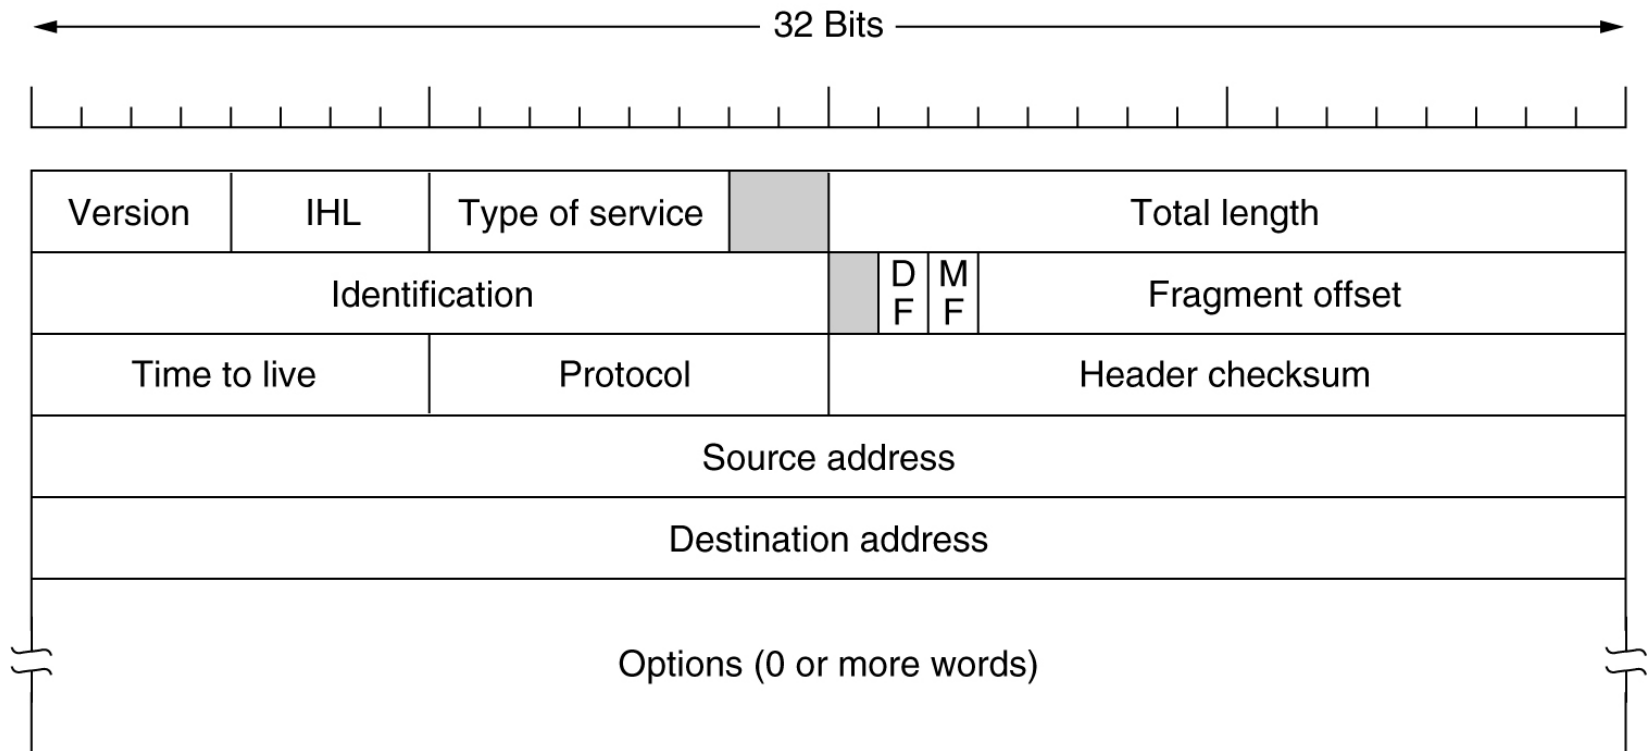 32 Bits
Version IHL Type of service Total length
Identification D F M F Fragment offset
Time to live Protocol Header checksum
Source address
Destination address
Options (0 or more words)